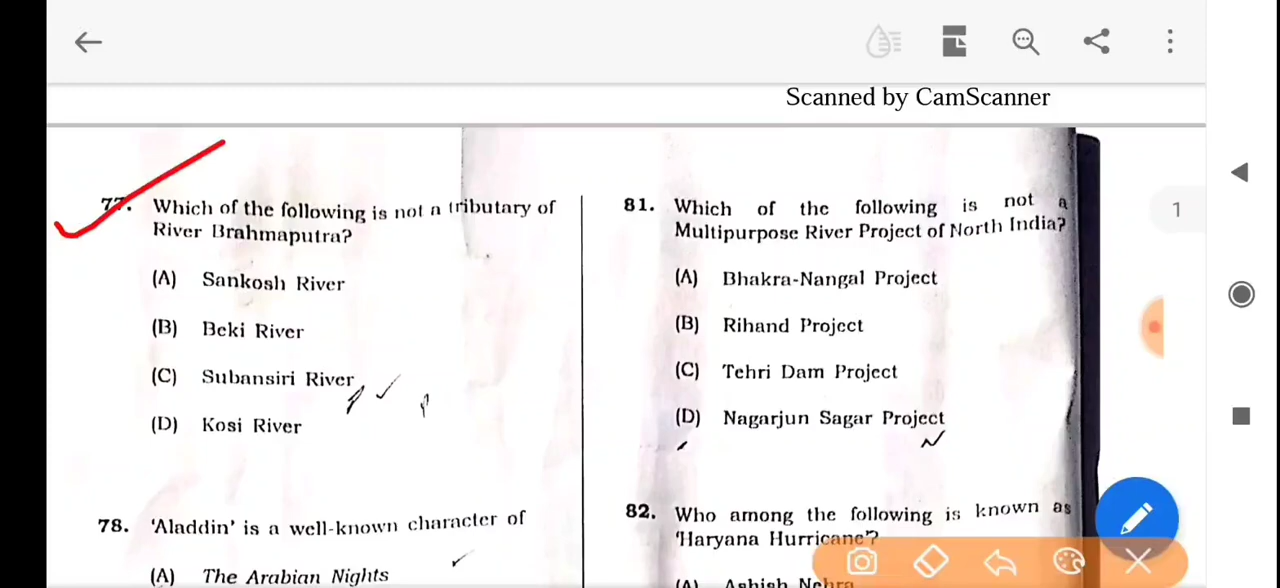 Scanned by CamScanner
1
77. Which of the following is not a tributary of
River Brahmaputra?
(A) Sankosh River
(B) Beki River
(C) Subansiri River
(D) Kosi River
78. 'Aladdin' is a well-known character of
(A) The Arabian Nights
81. Which of the following is not a
Multipurpose River Project of North India?
(A) Bhakra-Nangal Project
(B) Rihand Project
(C) Tehri Dam Project
(D) Nagarjun Sagar Project
82. Who among the following is known as
'Haryana Hurricane'?
(A) Ashish Nehra